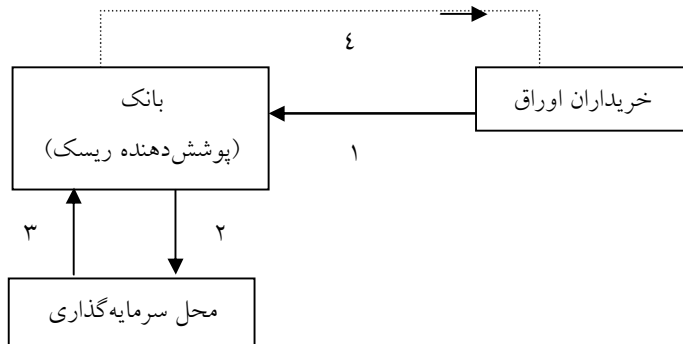 ٤
خریداران اوراق
بانک
(پوشش‌دهنده ریسک)
١
٣
٢
محل سرمایه‌گذاری